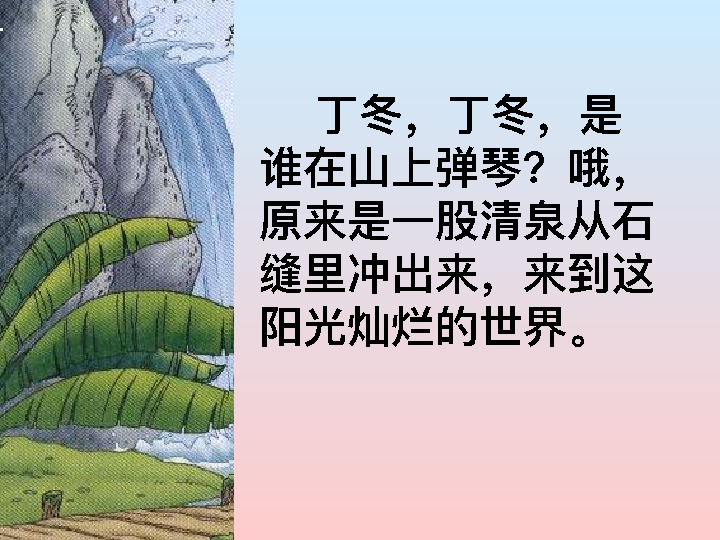 丁冬，丁冬，是
谁在山上弹琴？哦，
原来是一股清泉从石
缝里冲出来，来到这
阳光灿烂的世界。